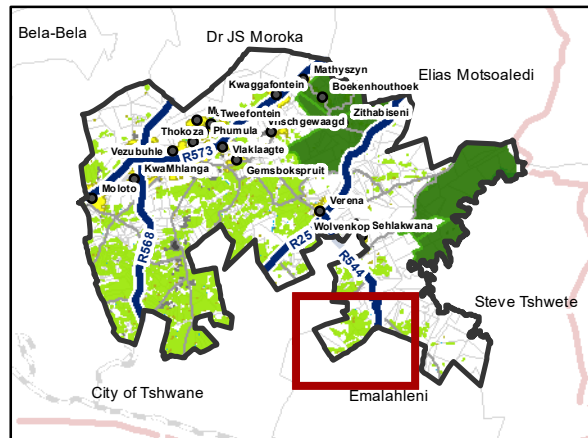 Bela-Bela
Dr JS Moroka
Elias Motsoaledi
Mathyszyn
Kwaggafontein
Boekenhouthoek
Zithabiseni
Tweefontein
Thokoza
Phumula
Vezubuhle
R573
Vlaklaagte
KwaMhlanga
Gemsbokspruit
Moloto
Verena
Wolvenkop
Sehlakwana
R568
R25
R544
Steve Tshwete
City of Tshwane
Emalahleni